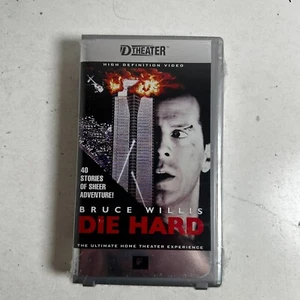 D THEATER
HIGH DEFINITION VIDEO
40
STORIES
OF SHEER
ADVENTURE!
BRUCE WILLIS
DIE HARD
THE ULTIMATE HOME THEATER EXPERIENCE